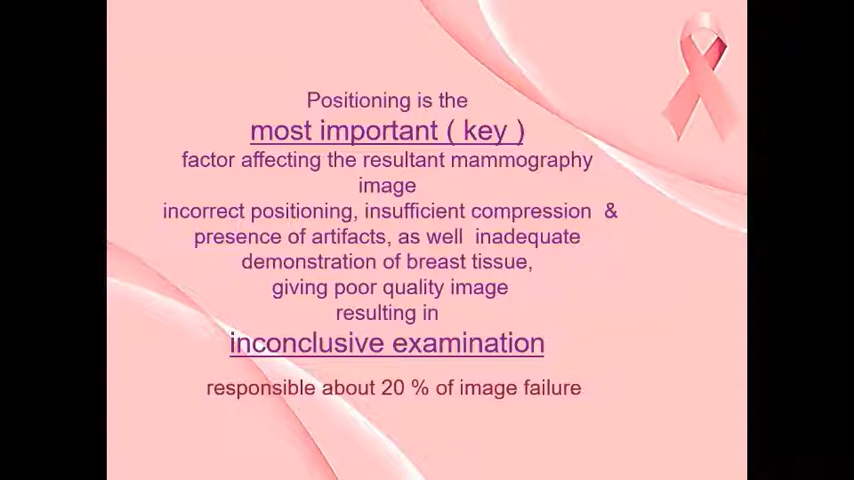 Positioning is the
most important ( key )
factor affecting the resultant mammography
image
incorrect positioning, insufficient compression  &
presence of artifacts, as well  inadequate
demonstration of breast tissue,
giving poor quality image
resulting in
inconclusive examination
responsible about 20 % of image failure